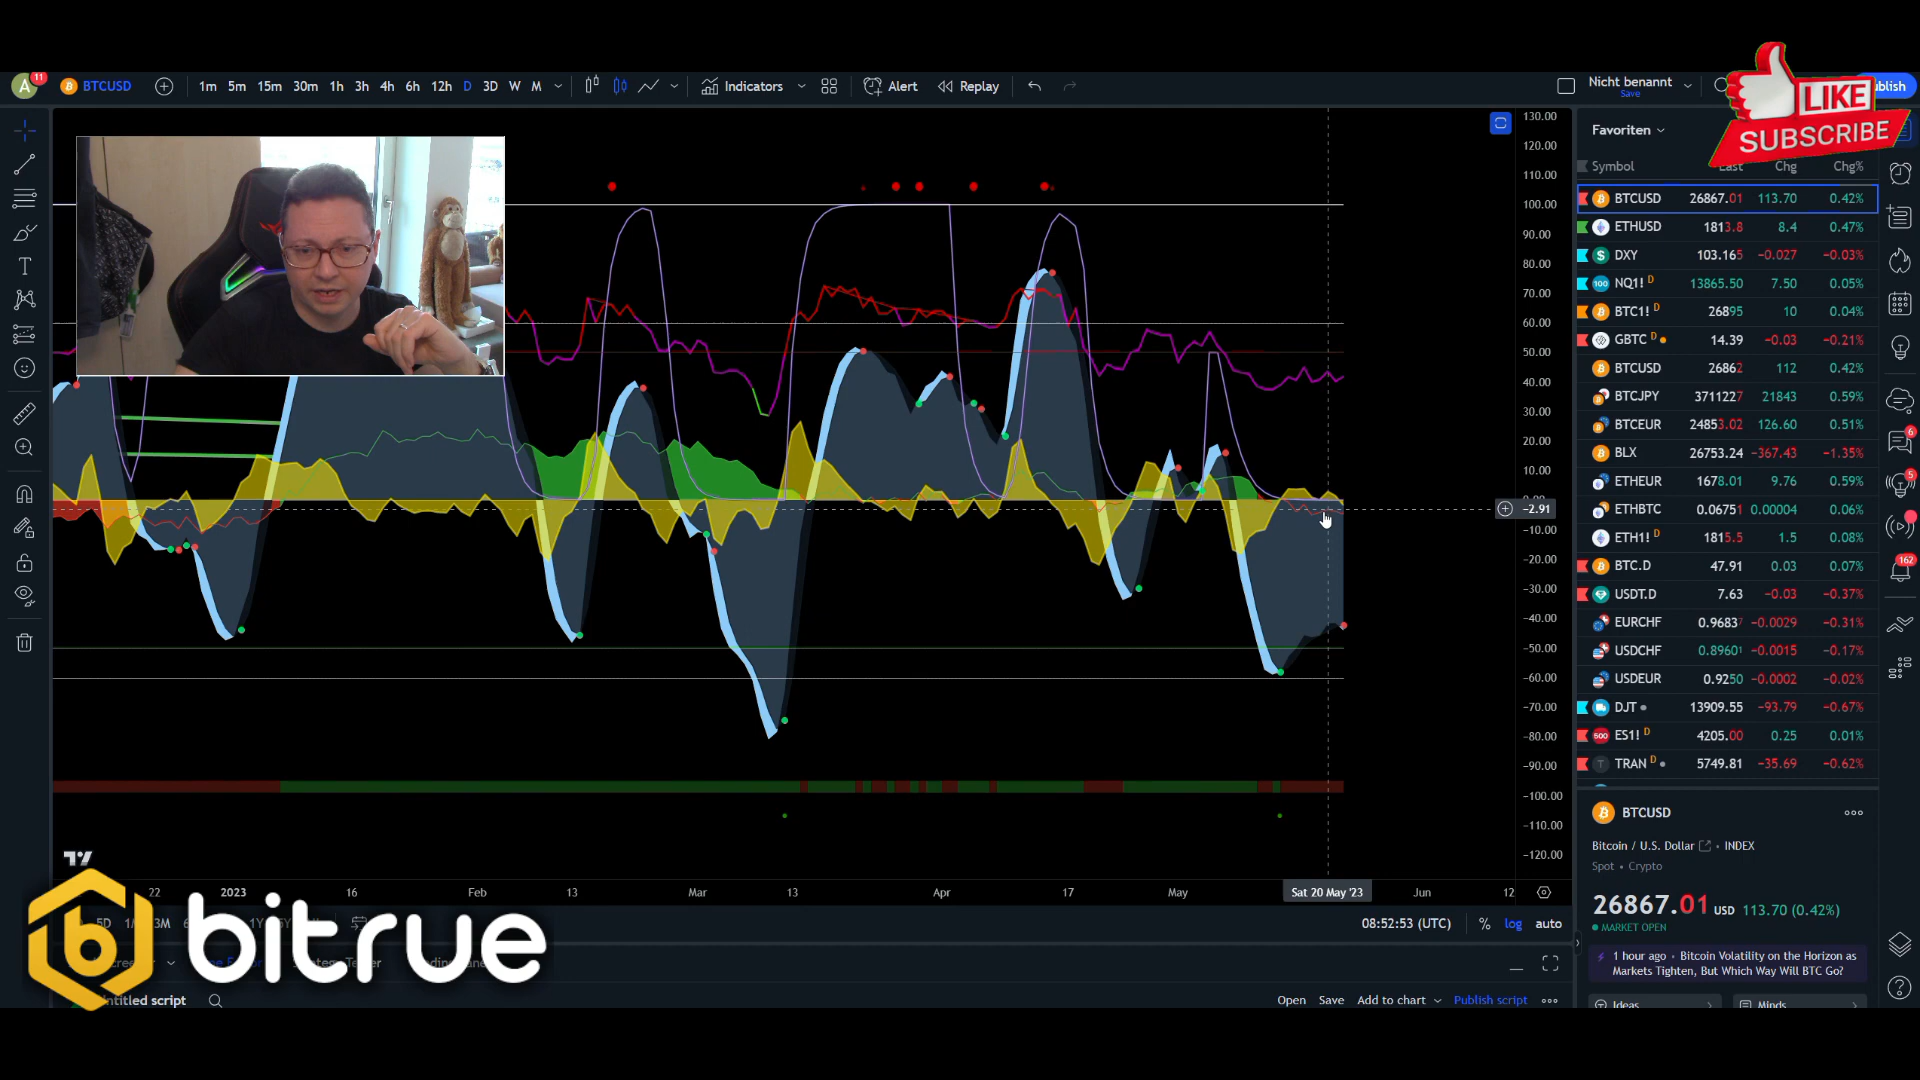 A 11 BTCUSD 1m 5m 15m 30m 1h 3h 4h 6h 12h D 3D W M Indicators Alert Replay Nicht benannt
Save
LIKE
SUBSCRIBE
Favoriten
Symbol Last Chg Chg%
BTCUSD 26867.01 113.70 0.42%
ETHUSD 1813.8 8.4 0.47%
DXY 103.165 −0.027 −0.03%
NQ1! D 13865.50 7.50 0.05%
BTC1! D 26895 10 0.04%
GBTC D 14.39 −0.03 −0.21%
BTCUSD 26862 112 0.42%
BTCJPY 3711227 21843 0.59%
BTCEUR 24853.02 126.60 0.51%
BLX 26753.24 −367.43 −1.35%
ETHEUR 1678.01 9.76 0.59%
ETHBTC 0.06751 0.00004 0.06%
ETH1! D 1815.5 1.5 0.08%
BTC.D 47.91 0.03 0.07%
USDT.D 7.63 −0.03 −0.37%
EURCHF 0.96837 −0.0029 −0.31%
USDCHF 0.89601 −0.0015 −0.17%
USDEUR 0.9250 −0.0002 −0.02%
DJT 13909.55 −93.79 −0.67%
ES1! D 4205.00 0.25 0.01%
TRAN D 5749.81 −35.69 −0.62%
130.00
120.00
110.00
100.00
90.00
80.00
70.00
60.00
50.00
40.00
30.00
20.00
10.00
0.00
−2.91
−10.00
−20.00
−30.00
−40.00
−50.00
−60.00
−70.00
−80.00
−90.00
−100.00
−110.00
−120.00
22 2023 16 Feb 13 Mar 13 Apr 17 May Sat 20 May '23 Jun 12
08:52:53 (UTC) % log auto
bitrue
Open Save Add to chart Publish script
BTCUSD
Bitcoin / U.S. Dollar • INDEX
Spot • Crypto
26867.01 USD 113.70 (0.42%)
MARKET OPEN
1 hour ago • Bitcoin Volatility on the Horizon as
Markets Tighten, But Which Way Will BTC Go?
Ideas Minds
6
5
162